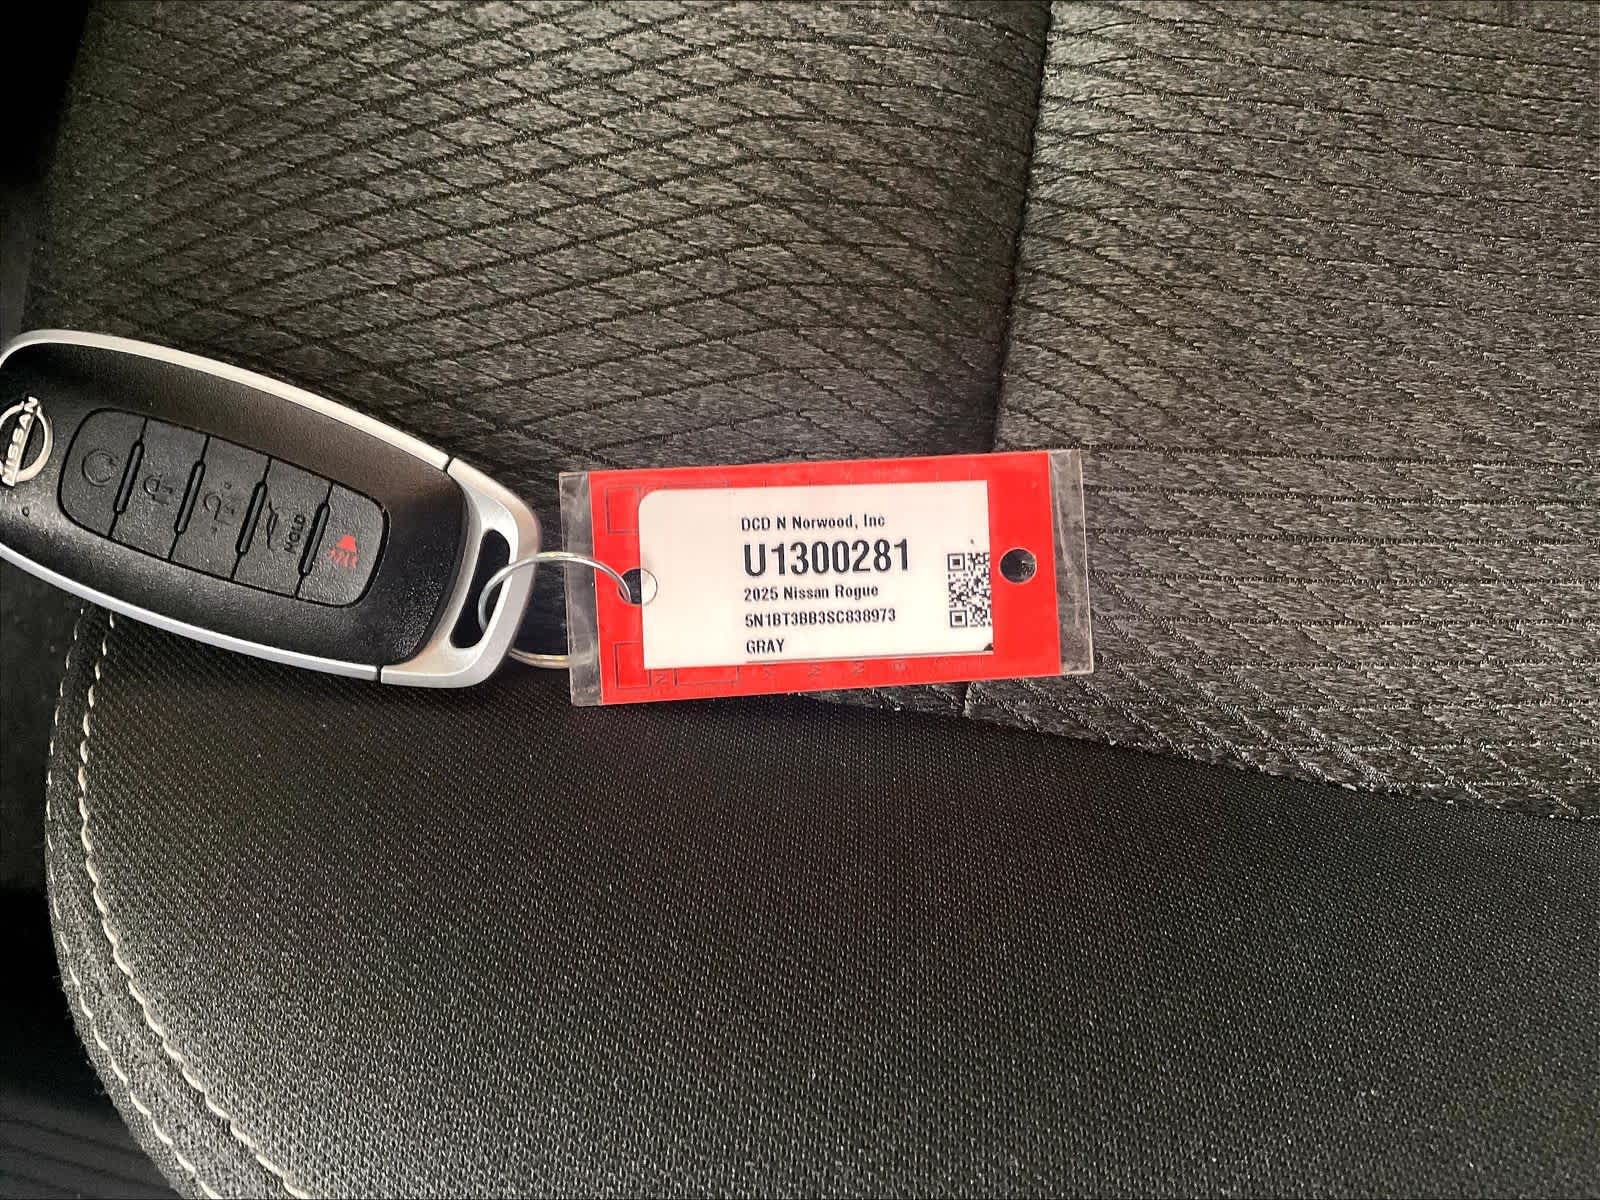 NISSAN
HOLD
DCD N Norwood, Inc
U1300281
2025 Nissan Rogue
5N1BT3BB3SC838973
GRAY